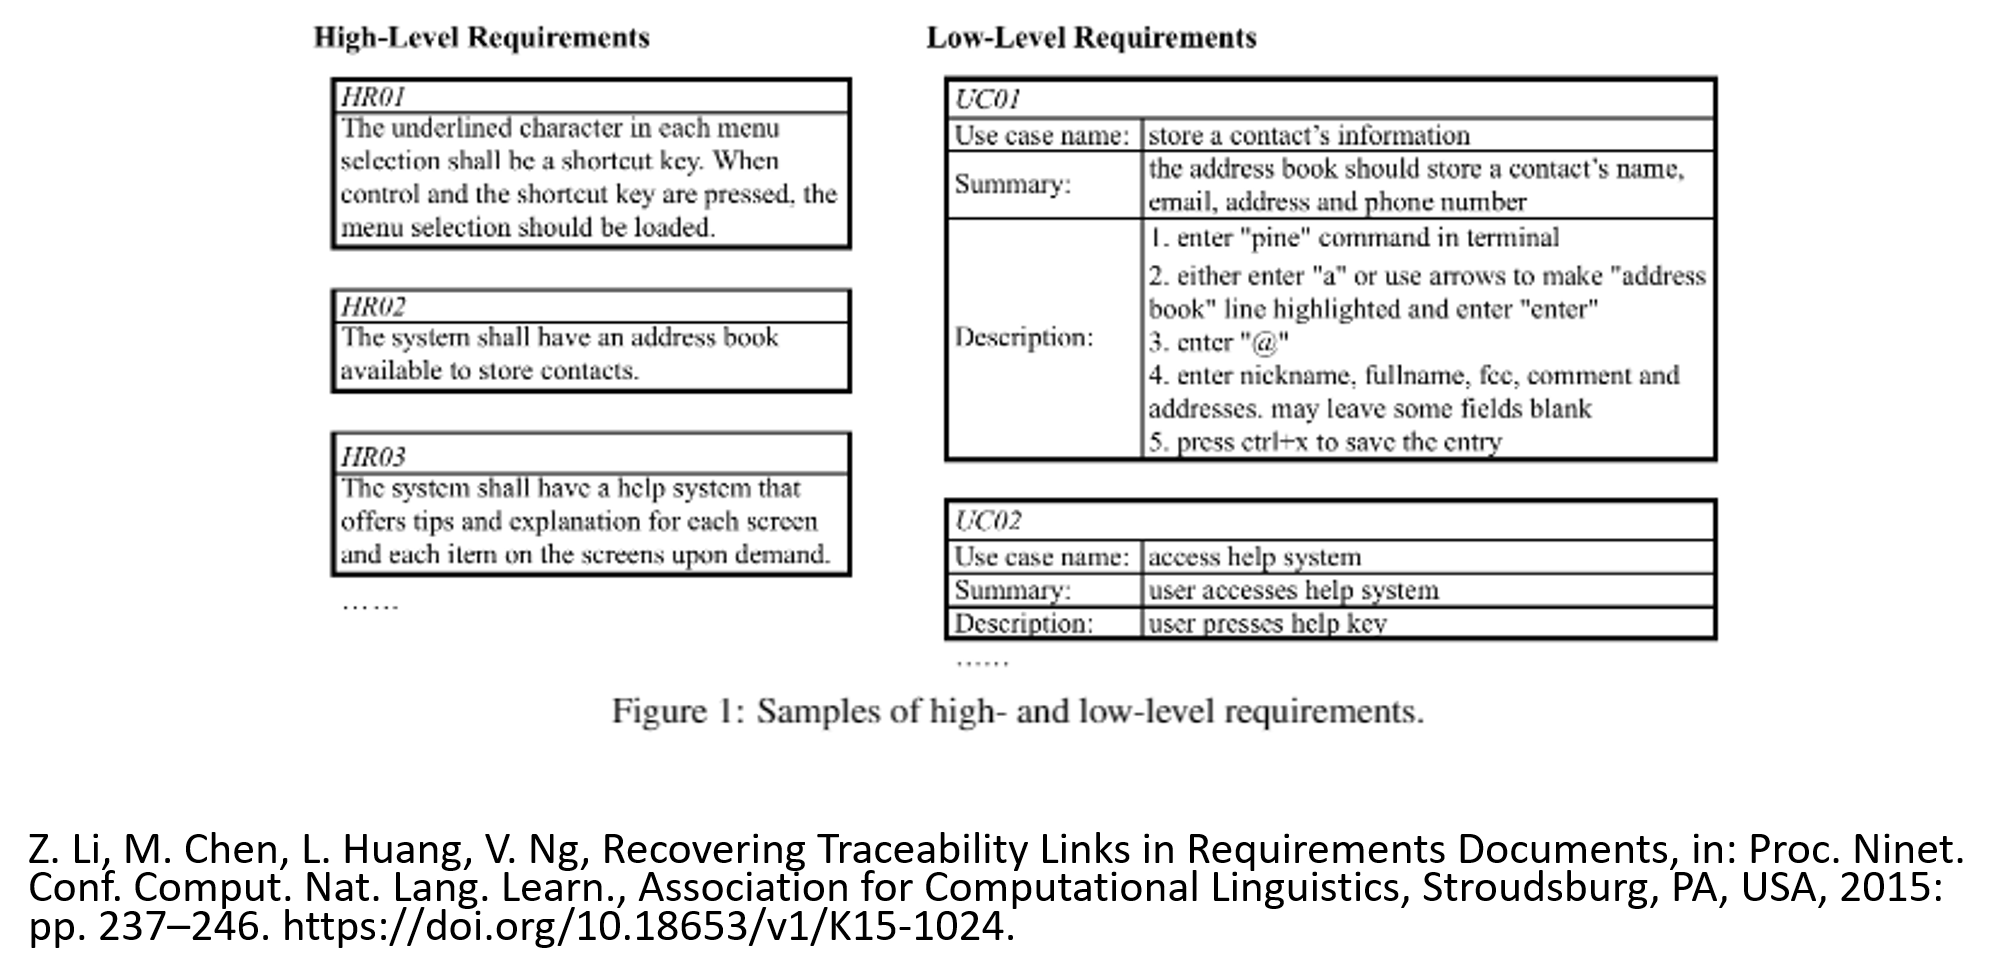 High-Level Requirements
HR01
The underlined character in each menu
selection shall be a shortcut key. When
control and the shortcut key are pressed, the
menu selection should be loaded.
HR02
The system shall have an address book
available to store contacts.
HR03
The system shall have a help system that
offers tips and explanation for each screen
and each item on the screens upon demand.
......
Low-Level Requirements
UC01
Use case name: store a contact's information
Summary: the address book should store a contact's name,
email, address and phone number
Description: 1. enter "pine" command in terminal
2. either enter "a" or use arrows to make "address
book" line highlighted and enter "enter"
3. enter "@"
4. enter nickname, fullname, fcc, comment and
addresses. may leave some fields blank
5. press ctrl+x to save the entry
UC02
Use case name: access help system
Summary: user accesses help system
Description: user presses help key
......
Figure 1: Samples of high- and low-level requirements.
Z. Li, M. Chen, L. Huang, V. Ng, Recovering Traceability Links in Requirements Documents, in: Proc. Ninet.
Conf. Comput. Nat. Lang. Learn., Association for Computational Linguistics, Stroudsburg, PA, USA, 2015:
pp. 237–246. https://doi.org/10.18653/v1/K15-1024.